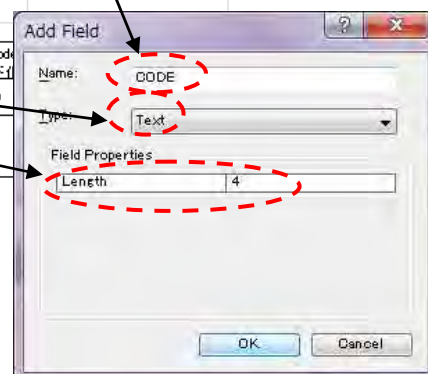 Add Field
Name: CODE
Type: Text
Field Properties
Length 4
OK Cancel